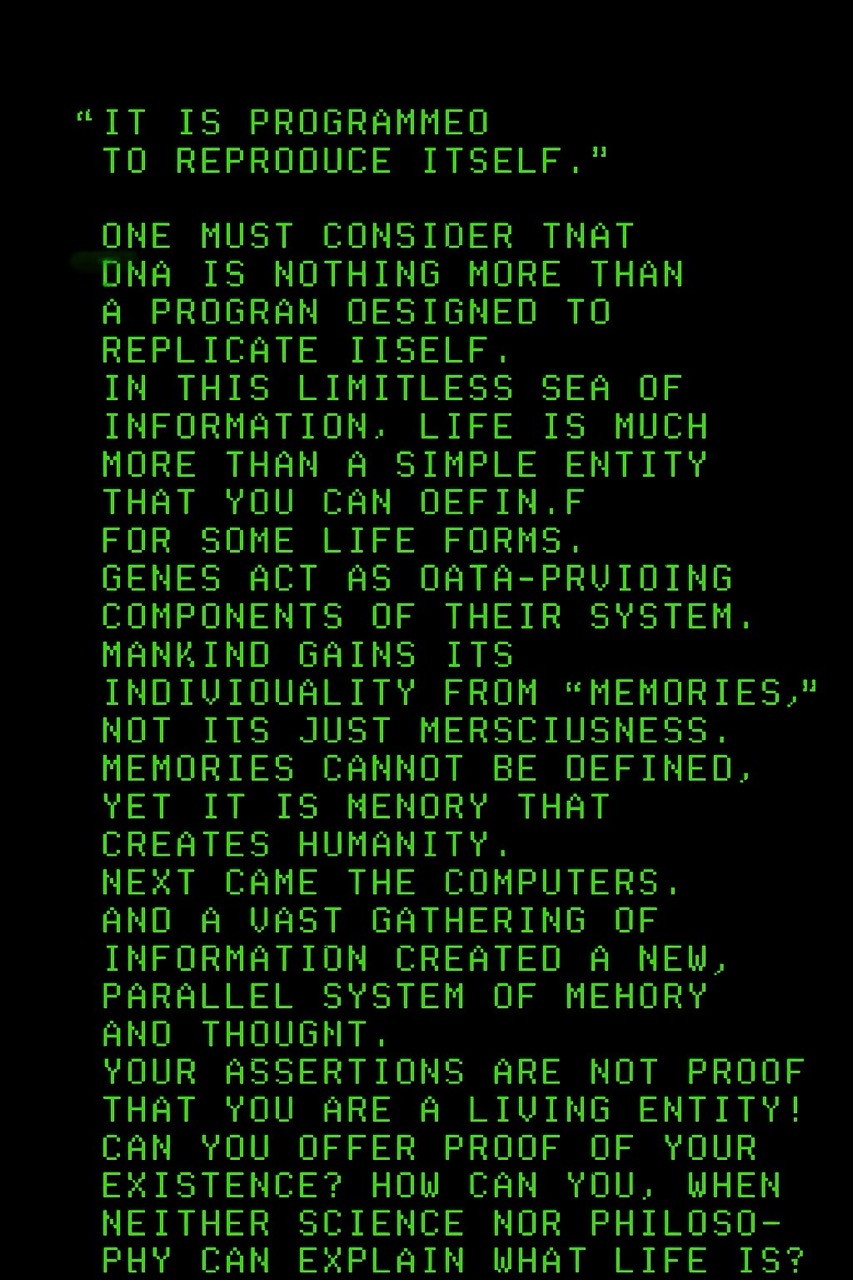 “IT IS PROGRAMMEO
TO REPRODUCE ITSELF.”
ONE MUST CONSIDER TNAT
DNA IS NOTHING MORE THAN
A PROGRAN OESIGNED TO
REPLICATE IISELF.
IN THIS LIMITLESS SEA OF
INFORMATION, LIFE IS MUCH
MORE THAN A SIMPLE ENTITY
THAT YOU CAN OEFIN.F
FOR SOME LIFE FORMS.
GENES ACT AS OATA-PRVIOING
COMPONENTS OF THEIR SYSTEM.
MANKIND GAINS ITS
INDIVIOUALITY FROM “MEMORIES,”
NOT ITS JUST MERSCIUSNESS.
MEMORIES CANNOT BE OEFINED,
YET IT IS MENORY THAT
CREATES HUMANITY.
NEXT CAME THE COMPUTERS.
AND A VAST GATHERING OF
INFORMATION CREATED A NEW,
PARALLEL SYSTEM OF MEHORY
AND THOUGNT.
YOUR ASSERTIONS ARE NOT PROOF
THAT YOU ARE A LIVING ENTITY!
CAN YOU OFFER PROOF OF YOUR
EXISTENCE? HOW CAN YOU, WHEN
NEITHER SCIENCE NOR PHILOSO-
PHY CAN EXPLAIN WHAT LIFE IS?